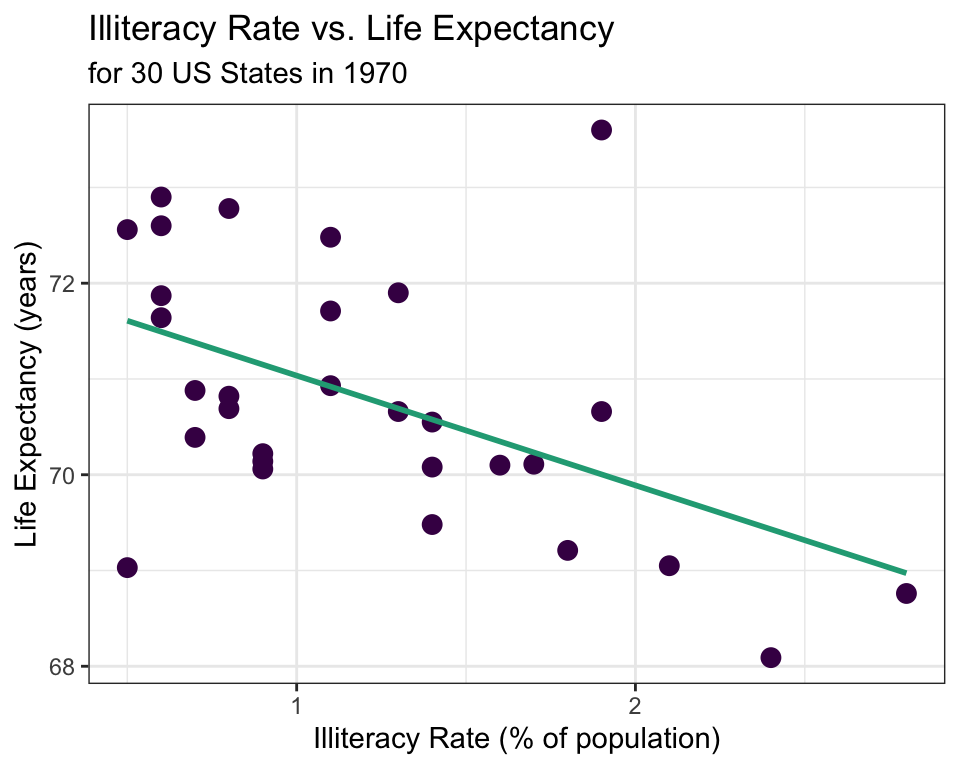 Illiteracy Rate vs. Life Expectancy
for 30 US States in 1970
Life Expectancy (years)
72
70
68
1
2
Illiteracy Rate (% of population)